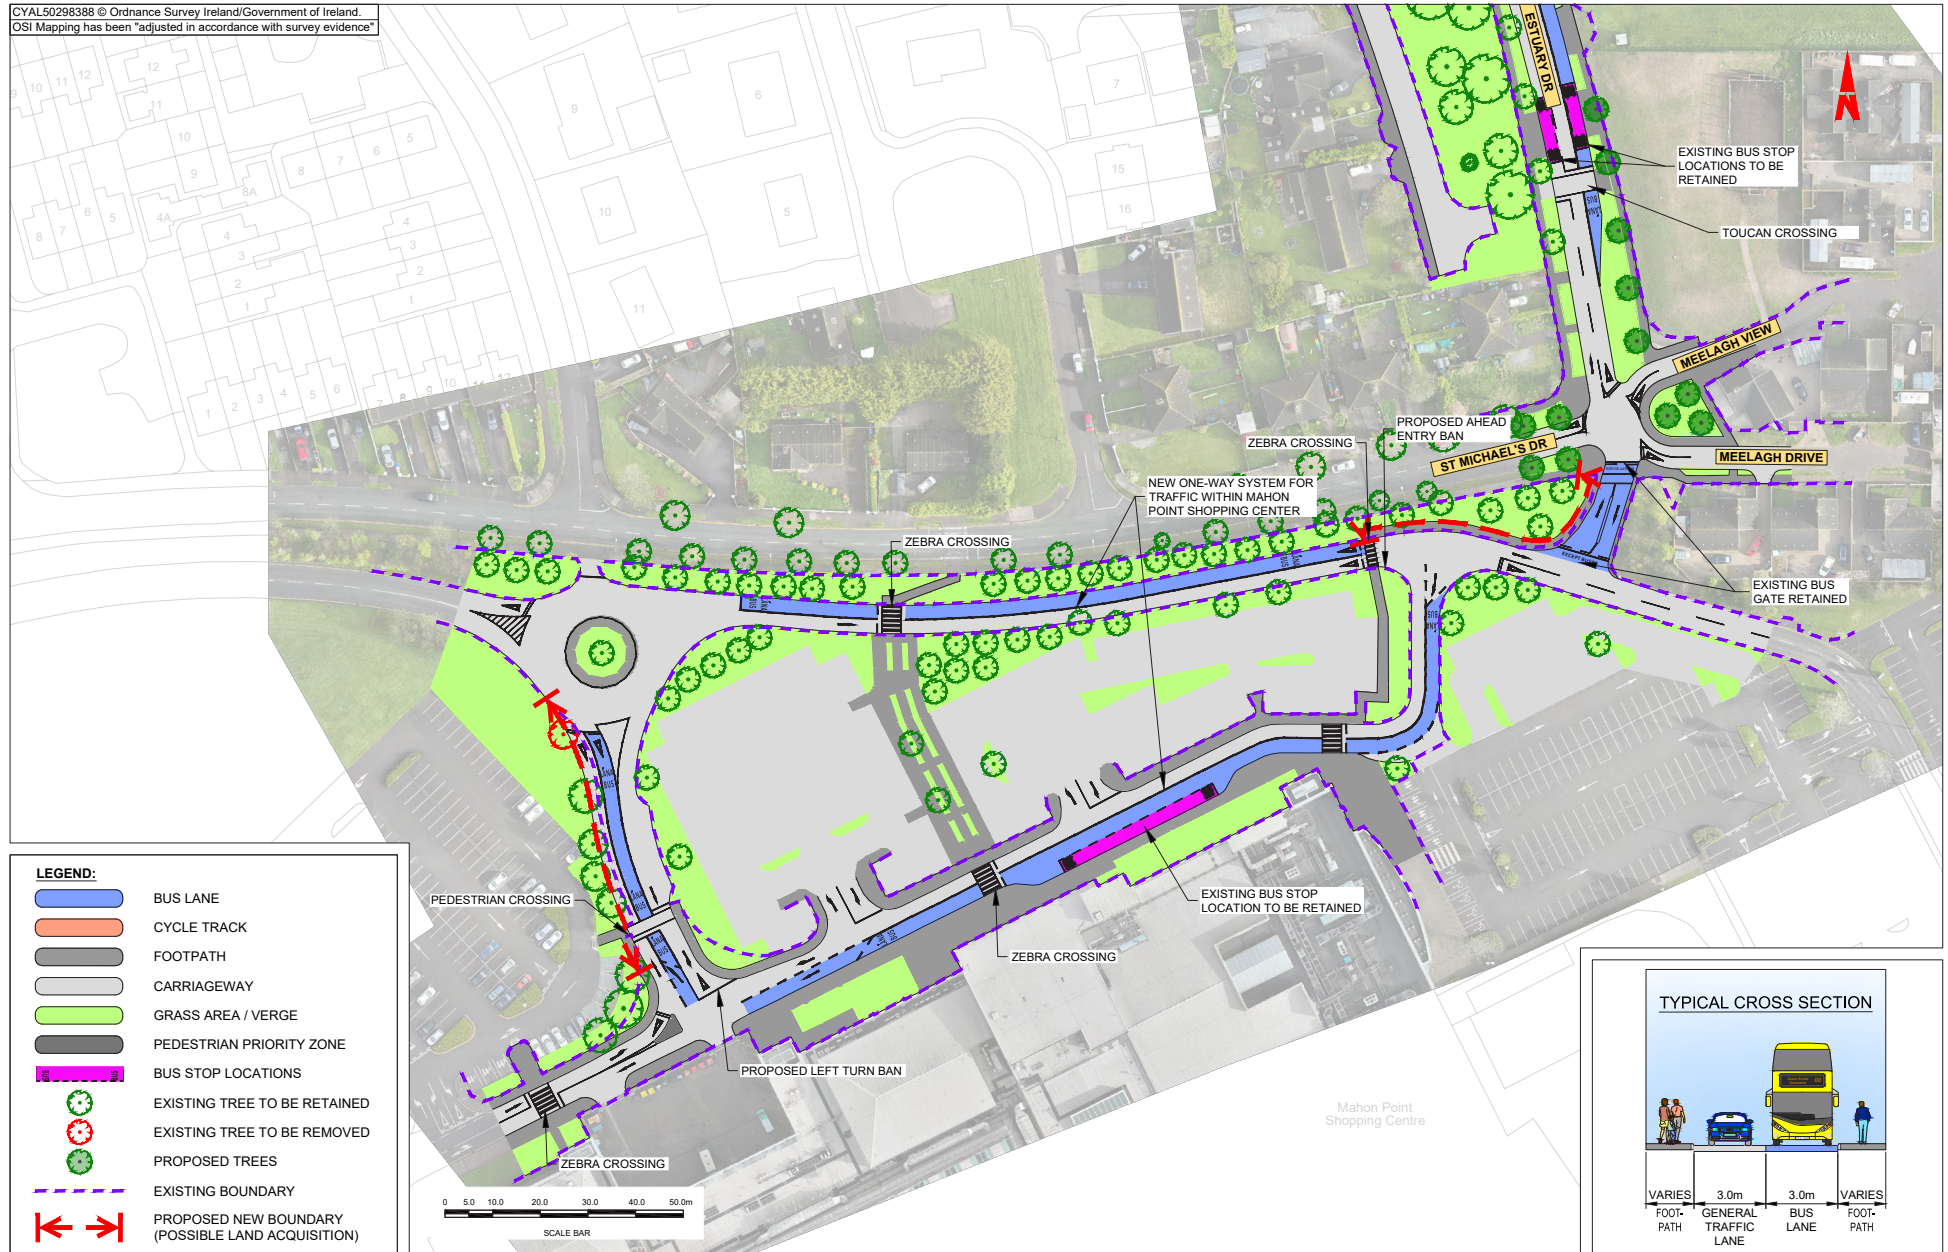 CYAL50298388 © Ordnance Survey Ireland/Government of Ireland.
OSI Mapping has been "adjusted in accordance with survey evidence"
ESTUARY DR
N
EXISTING BUS STOP
LOCATIONS TO BE
RETAINED
TOUCAN CROSSING
MEELAGH VIEW
PROPOSED AHEAD
ENTRY BAN
ZEBRA CROSSING
ST MICHAEL'S DR
MEELAGH DRIVE
NEW ONE-WAY SYSTEM FOR
TRAFFIC WITHIN MAHON
POINT SHOPPING CENTER
ZEBRA CROSSING
EXISTING BUS
GATE RETAINED
PEDESTRIAN CROSSING
EXISTING BUS STOP
LOCATION TO BE RETAINED
ZEBRA CROSSING
PROPOSED LEFT TURN BAN
ZEBRA CROSSING
Mahon Point
Shopping Centre
LÁNA
BUS
LEGEND:
BUS LANE
CYCLE TRACK
FOOTPATH
CARRIAGEWAY
GRASS AREA / VERGE
PEDESTRIAN PRIORITY ZONE
BUS STOP LOCATIONS
EXISTING TREE TO BE RETAINED
EXISTING TREE TO BE REMOVED
PROPOSED TREES
EXISTING BOUNDARY
PROPOSED NEW BOUNDARY
(POSSIBLE LAND ACQUISITION)
0 5.0 10.0 20.0 30.0 40.0 50.0m
SCALE BAR
TYPICAL CROSS SECTION
VARIES 3.0m 3.0m VARIES
FOOT-
PATH
GENERAL
TRAFFIC
LANE
BUS
LANE
FOOT-
PATH